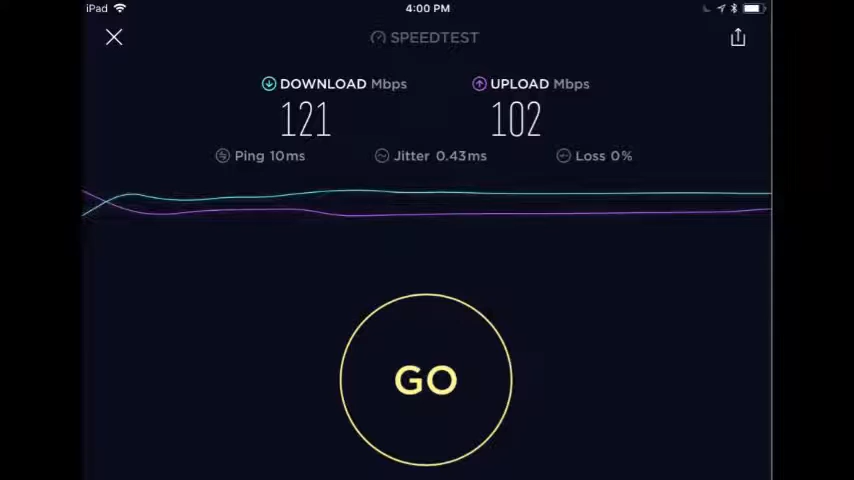 iPad 4:00 PM
SPEEDTEST
DOWNLOAD Mbps UPLOAD Mbps
121 102
Ping 10ms Jitter 0.43ms Loss 0%
GO